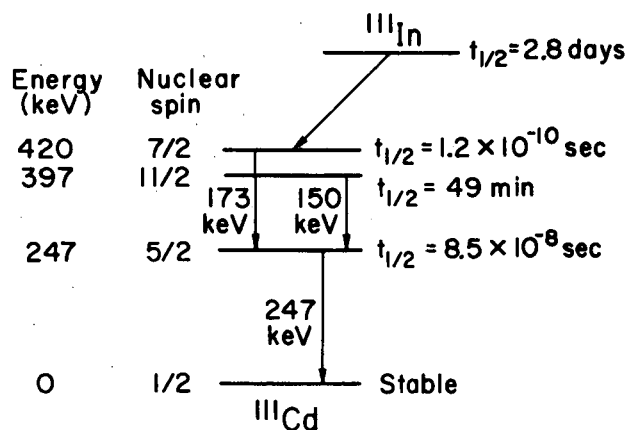 ¹¹¹In
t₁/₂ = 2.8 days
Energy (keV)
Nuclear spin
420 7/2 t₁/₂ = 1.2 × 10⁻¹⁰ sec
397 11/2 t₁/₂ = 49 min
173 keV
150 keV
247 5/2 t₁/₂ = 8.5 × 10⁻⁸ sec
247 keV
0 1/2 Stable
¹¹¹Cd